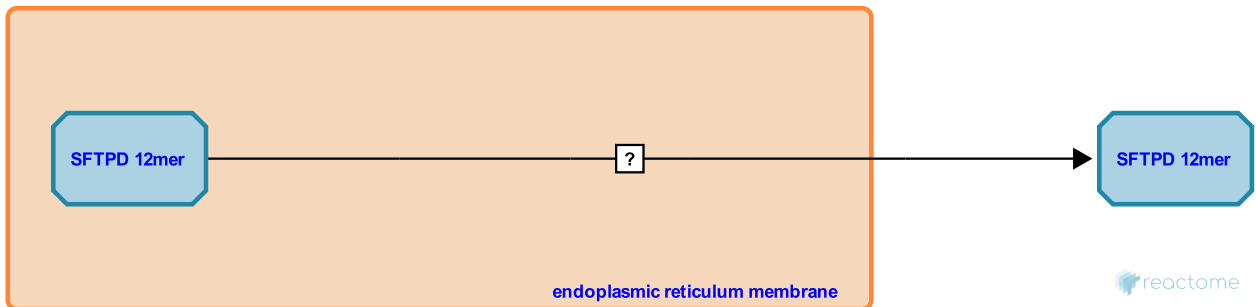 SFTPD 12mer
?
SFTPD 12mer
endoplasmic reticulum membrane
reactome